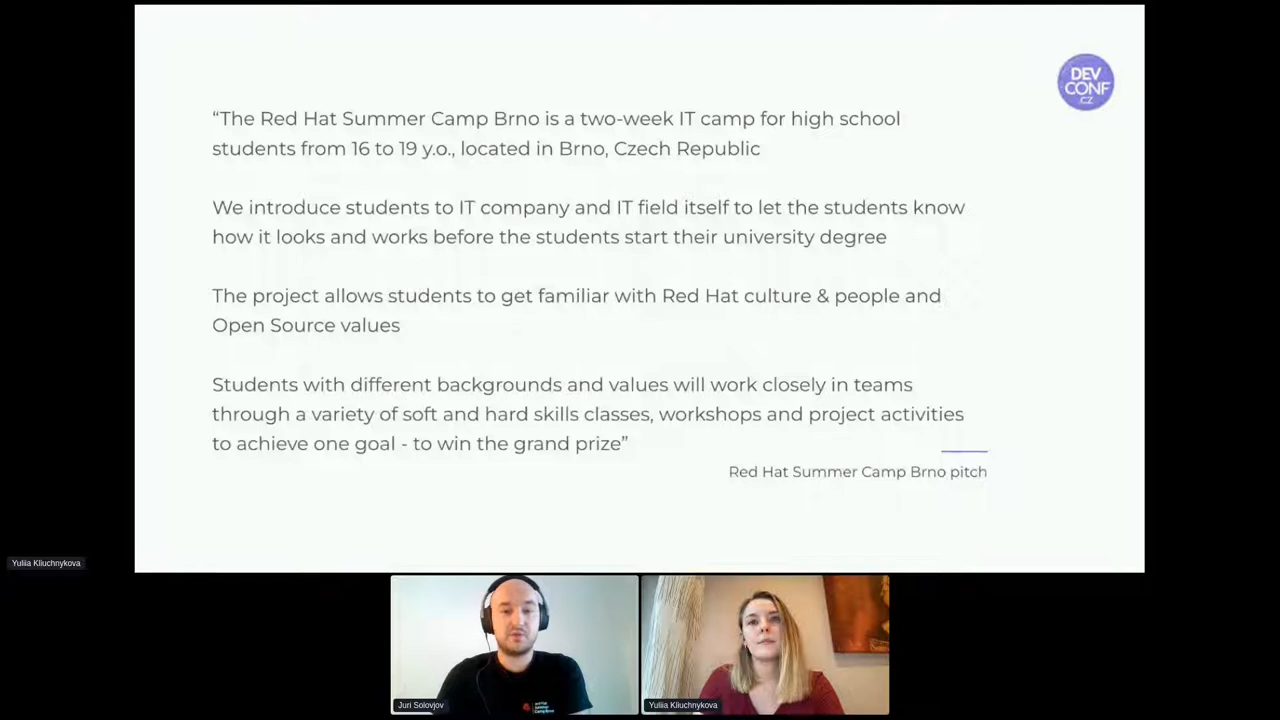 DEV
CONF
.CZ
“The Red Hat Summer Camp Brno is a two-week IT camp for high school
students from 16 to 19 y.o., located in Brno, Czech Republic
We introduce students to IT company and IT field itself to let the students know
how it looks and works before the students start their university degree
The project allows students to get familiar with Red Hat culture & people and
Open Source values
Students with different backgrounds and values will work closely in teams
through a variety of soft and hard skills classes, workshops and project activities
to achieve one goal - to win the grand prize”
Red Hat Summer Camp Brno pitch
Yuliia Kliuchnykova
Red Hat
Summer
Camp Brno
Juri Solovjov
Yuliia Kliuchnykova